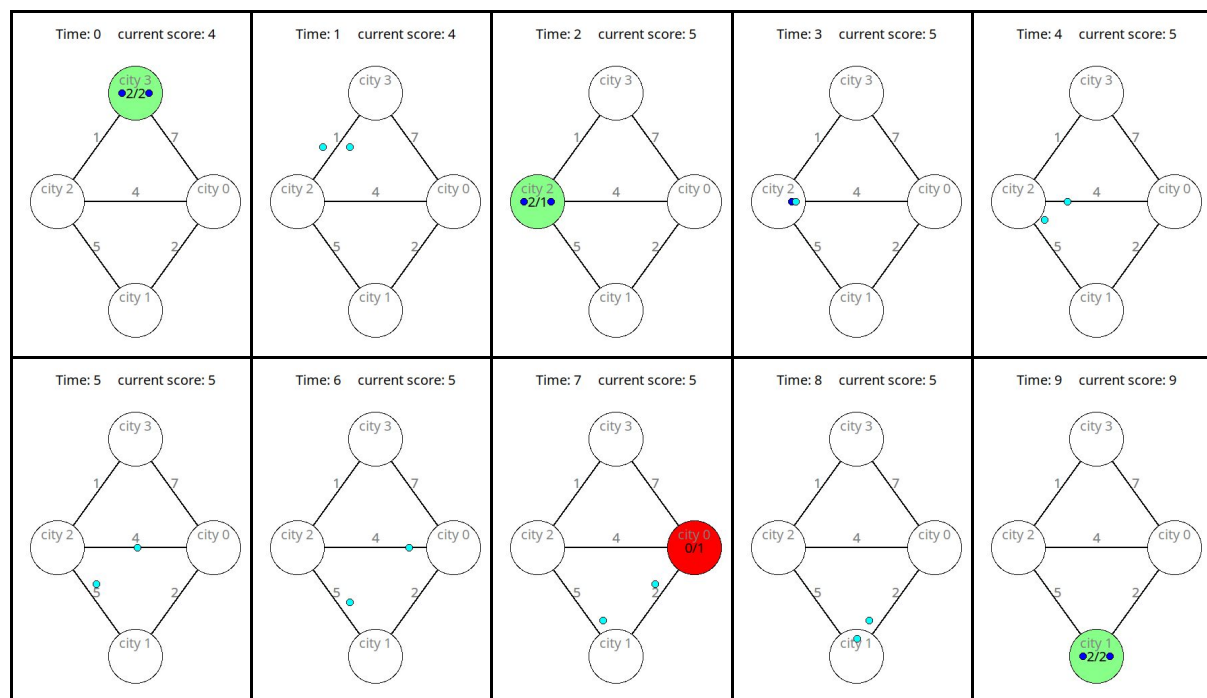 Time: 0 current score: 4
city 3
2/2
1
7
city 2
4
city 0
5
2
city 1
Time: 1 current score: 4
city 3
1
7
city 2
4
city 0
5
2
city 1
Time: 2 current score: 5
city 3
1
7
city 2
2/1
4
city 0
5
2
city 1
Time: 3 current score: 5
city 3
1
7
city 2
4
city 0
5
2
city 1
Time: 4 current score: 5
city 3
1
7
city 2
4
city 0
5
2
city 1
Time: 5 current score: 5
city 3
1
7
city 2
4
city 0
5
2
city 1
Time: 6 current score: 5
city 3
1
7
city 2
4
city 0
5
2
city 1
Time: 7 current score: 5
city 3
1
7
city 2
4
city 0
0/1
5
2
city 1
Time: 8 current score: 5
city 3
1
7
city 2
4
city 0
5
2
city 1
Time: 9 current score: 9
city 3
1
7
city 2
4
city 0
5
2
city 1
2/2